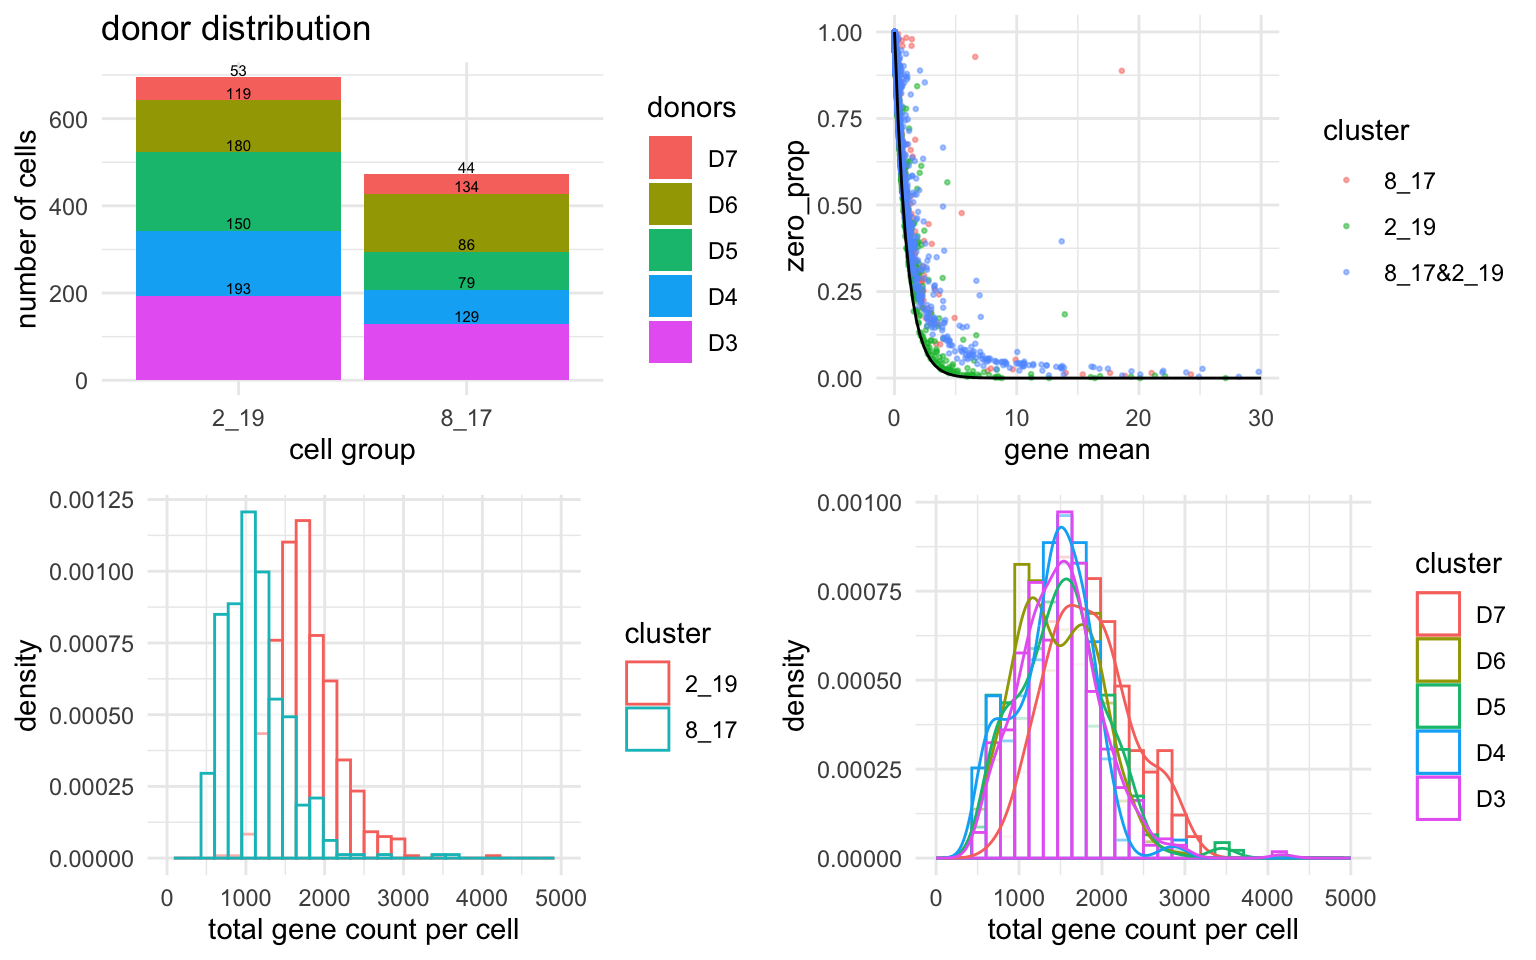 donor distribution
number of cells
600
400
200
0
53
119
180
150
193
44
134
86
79
129
2_19
8_17
cell group
donors
D7
D6
D5
D4
D3
zero_prop
1.00
0.75
0.50
0.25
0.00
0
10
20
30
gene mean
cluster
8_17
2_19
8_17&2_19
density
0.00125
0.00100
0.00075
0.00050
0.00025
0.00000
0
1000
2000
3000
4000
5000
total gene count per cell
cluster
2_19
8_17
density
0.00100
0.00075
0.00050
0.00025
0.00000
0
1000
2000
3000
4000
5000
total gene count per cell
cluster
D7
D6
D5
D4
D3